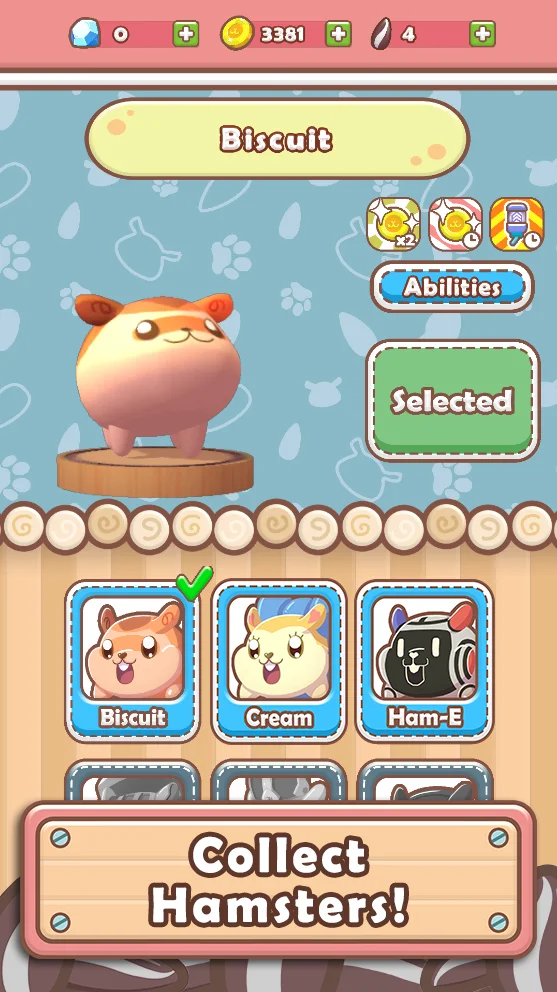 0
3381
4
Biscuit
x2
Abilities
Selected
Biscuit
Cream
Ham-E
Collect
Hamsters!